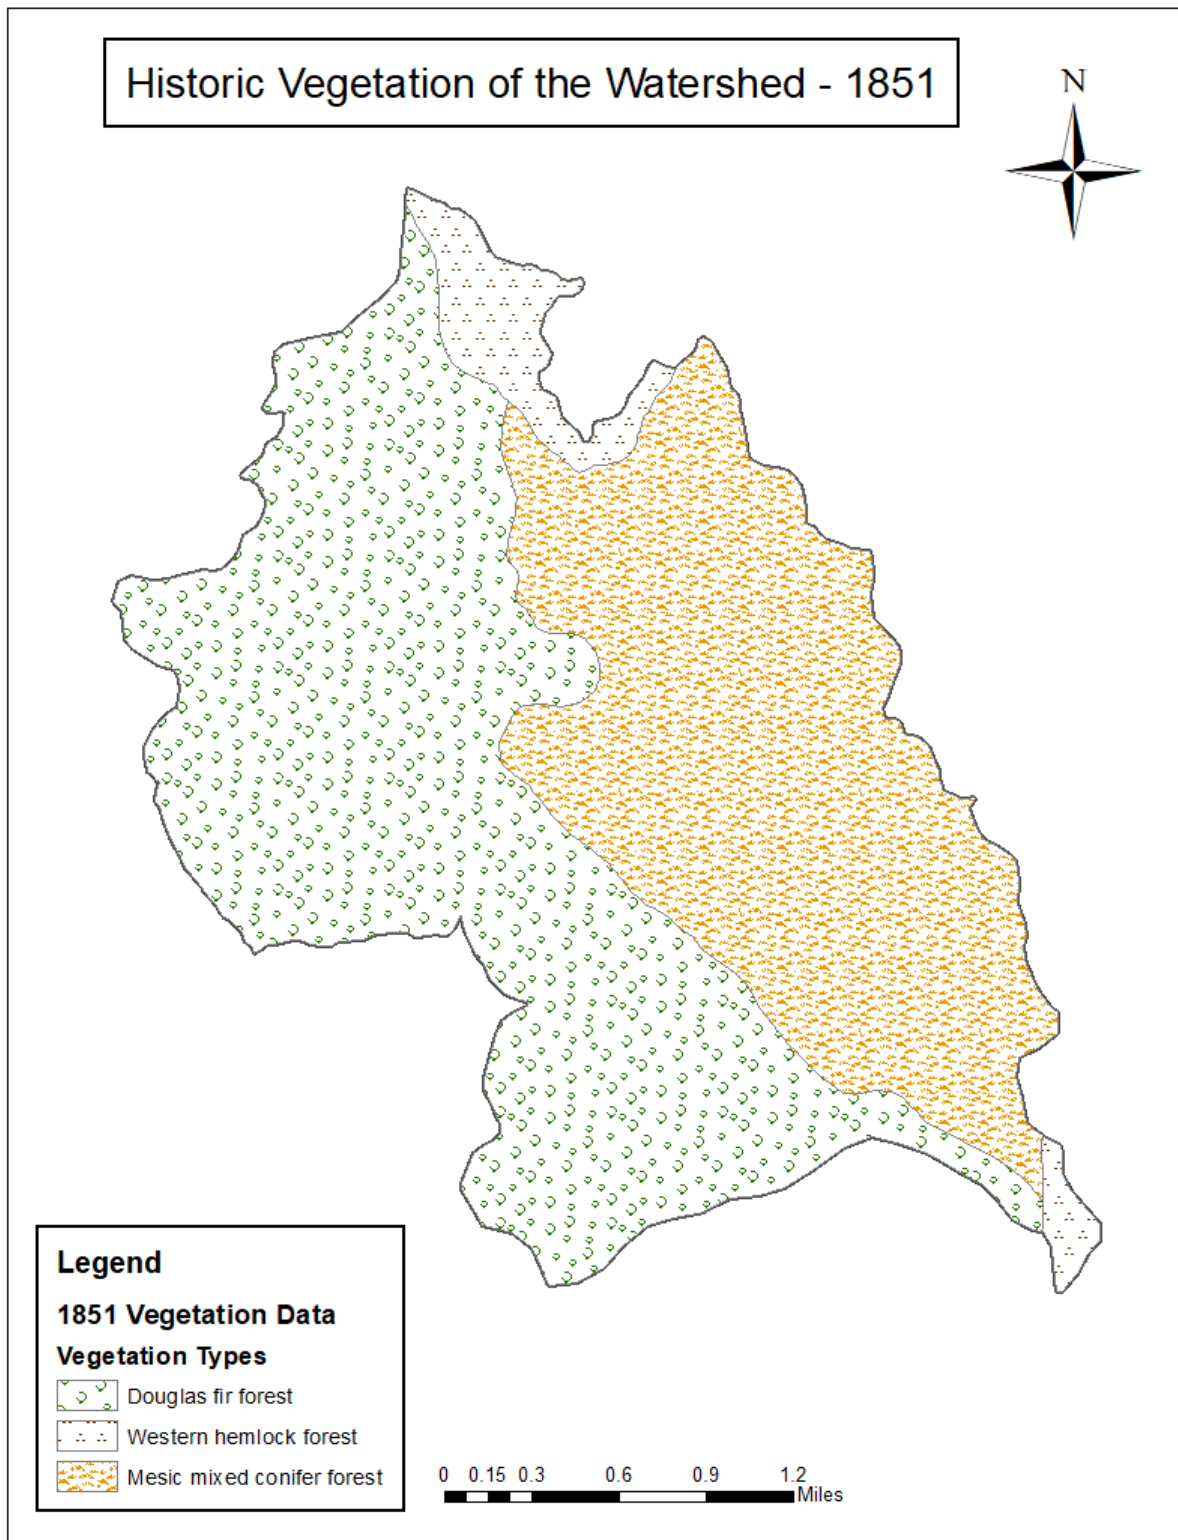 Historic Vegetation of the Watershed - 1851
N
Legend
1851 Vegetation Data
Vegetation Types
Douglas fir forest
Western hemlock forest
Mesic mixed conifer forest
0 0.15 0.3 0.6 0.9 1.2
Miles